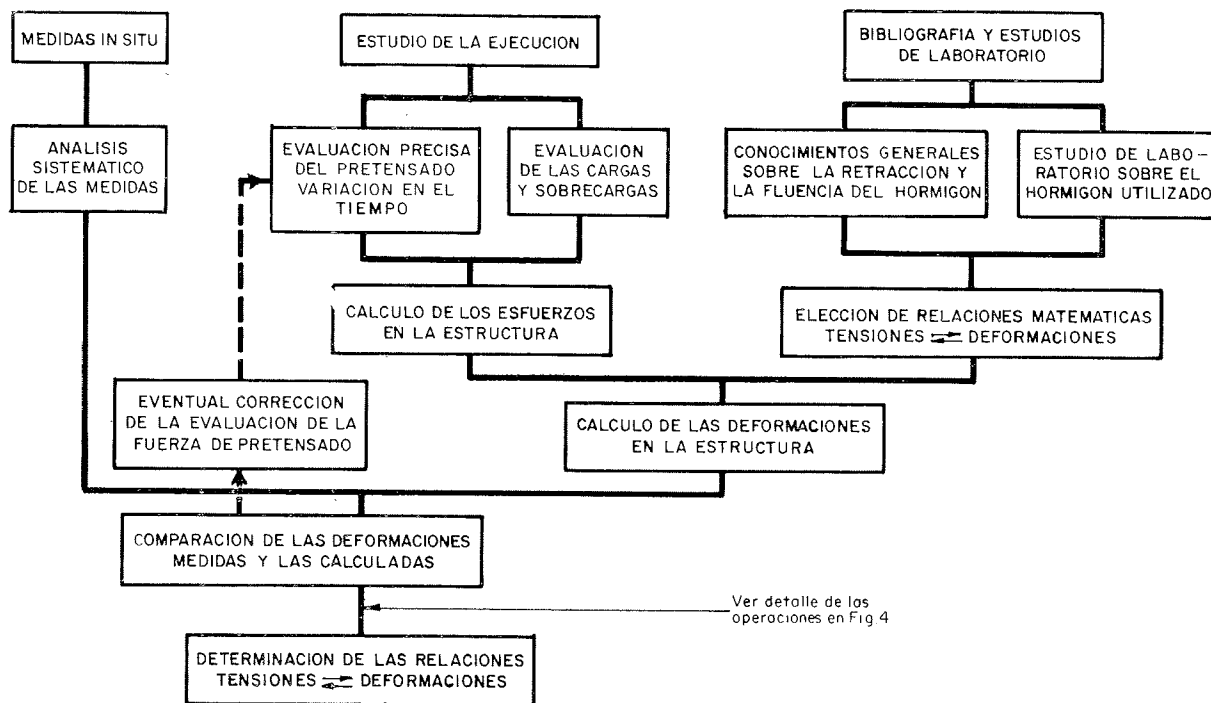 MEDIDAS IN SITU
ESTUDIO DE LA EJECUCION
BIBLIOGRAFIA Y ESTUDIOS
DE LABORATORIO
ANALISIS
SISTEMATICO
DE LAS MEDIDAS
EVALUACION PRECISA
DEL PRETENSADO
VARIACION EN EL
TIEMPO
EVALUACION
DE LAS CARGAS
Y SOBRECARGAS
CONOCIMIENTOS GENERALES
SOBRE LA RETRACCION Y
LA FLUENCIA DEL HORMIGON
ESTUDIO DE LABO-
RATORIO SOBRE EL
HORMIGON UTILIZADO
CALCULO DE LOS ESFUERZOS
EN LA ESTRUCTURA
ELECCION DE RELACIONES MATEMATICAS
TENSIONES ⇄ DEFORMACIONES
EVENTUAL CORRECCION
DE LA EVALUACION DE LA
FUERZA DE PRETENSADO
CALCULO DE LAS DEFORMACIONES
EN LA ESTRUCTURA
COMPARACION DE LAS DEFORMACIONES
MEDIDAS Y LAS CALCULADAS
Ver detalle de las
operaciones en Fig.4
DETERMINACION DE LAS RELACIONES
TENSIONES ⇄ DEFORMACIONES